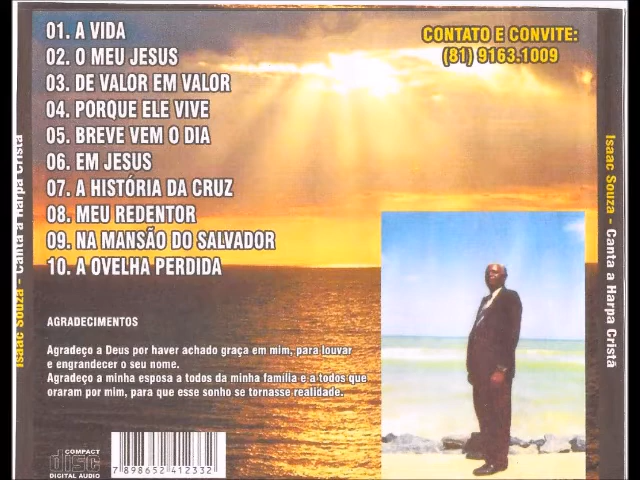 01. A VIDA
02. O MEU JESUS
03. DE VALOR EM VALOR
04. PORQUE ELE VIVE
05. BREVE VEM O DIA
06. EM JESUS
07. A HISTÓRIA DA CRUZ
08. MEU REDENTOR
09. NA MANSÃO DO SALVADOR
10. A OVELHA PERDIDA
CONTATO E CONVITE:
(81) 9163.1009
AGRADECIMENTOS
Agradeço a Deus por haver achado graça em mim, para louvar
e engrandecer o seu nome.
Agradeço a minha esposa a todos da minha familia e a todos que
oraram por mim, para que esse sonho se tornasse realidade.
COMPACT
disc
DIGITAL AUDIO
7 898652 412332
Isaac Souza - Canta a Harpa Cristã
Isaac Souza - Canta a Harpa Cristã